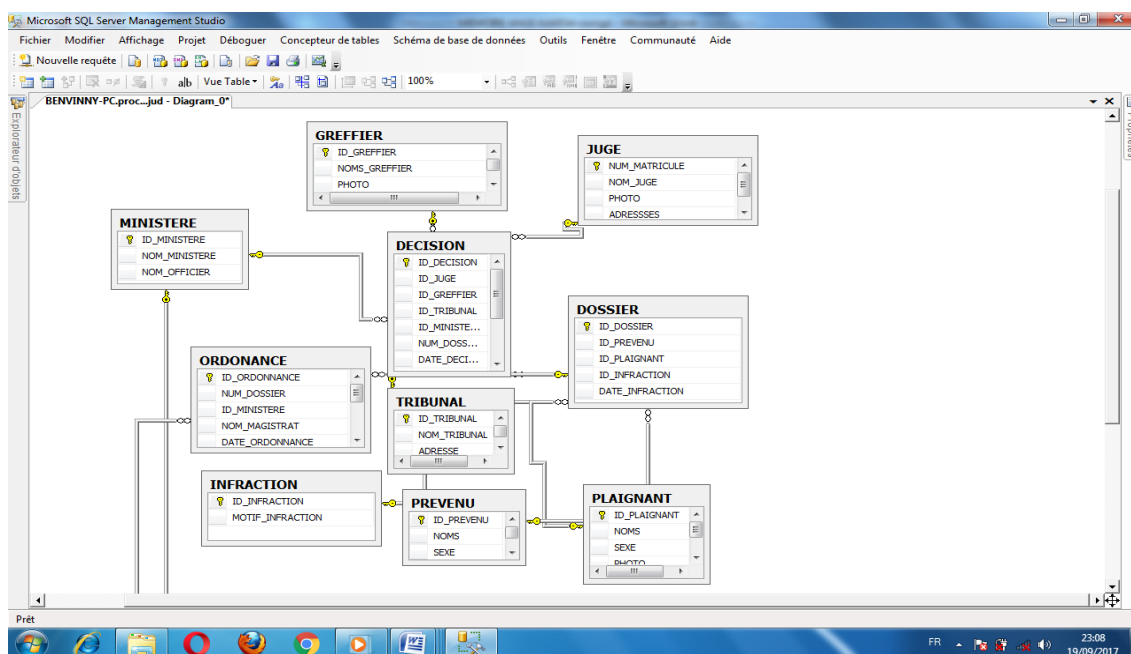 Microsoft SQL Server Management Studio
Fichier Modifier Affichage Projet Déboguer Concepteur de tables Schéma de base de données Outils Fenêtre Communauté Aide
Nouvelle requête
ab Vue Table 100%
BENVINNY-PC.proc...jud - Diagram_0*
Explorateur d'objets
Propriétés
GREFFIER
ID_GREFFIER
NOMS_GREFFIER
PHOTO
JUGE
NUM_MATRICULE
NOM_JUGE
PHOTO
ADRESSSES
MINISTERE
ID_MINISTERE
NOM_MINISTERE
NOM_OFFICIER
DECISION
ID_DECISION
ID_JUGE
ID_GREFFIER
ID_TRIBUNAL
ID_MINISTE...
NUM_DOSS...
DATE_DECI...
DOSSIER
ID_DOSSIER
ID_PREVENU
ID_PLAIGNANT
ID_INFRACTION
DATE_INFRACTION
ORDONANCE
ID_ORDONNANCE
NUM_DOSSIER
ID_MINISTERE
NOM_MAGISTRAT
DATE_ORDONNANCE
TRIBUNAL
ID_TRIBUNAL
NOM_TRIBUNAL
ADRESSE
INFRACTION
ID_INFRACTION
MOTIF_INFRACTION
PREVENU
ID_PREVENU
NOMS
SEXE
PLAIGNANT
ID_PLAIGNANT
NOMS
SEXE
PHOTO
Prêt
FR 23:08
19/09/2017